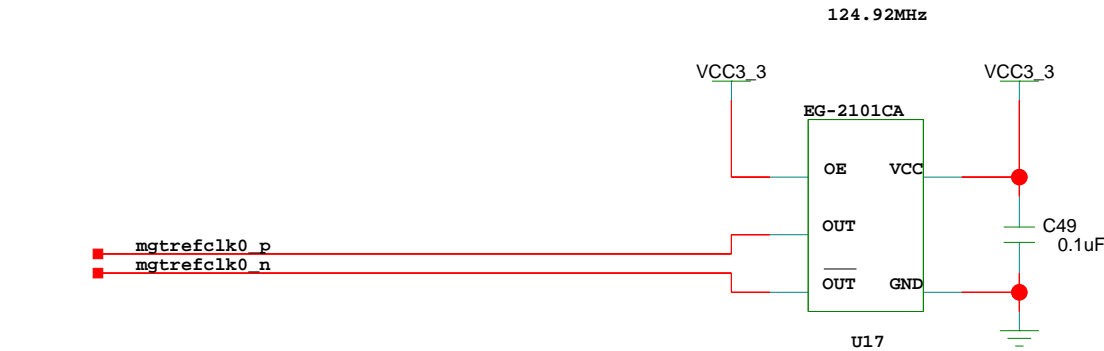 124.92MHz
VCC3_3
VCC3_3
EG-2101CA
OE
VCC
OUT
C49
0.1uF
mgtrefclk0_p
mgtrefclk0_n
OUT
GND
U17